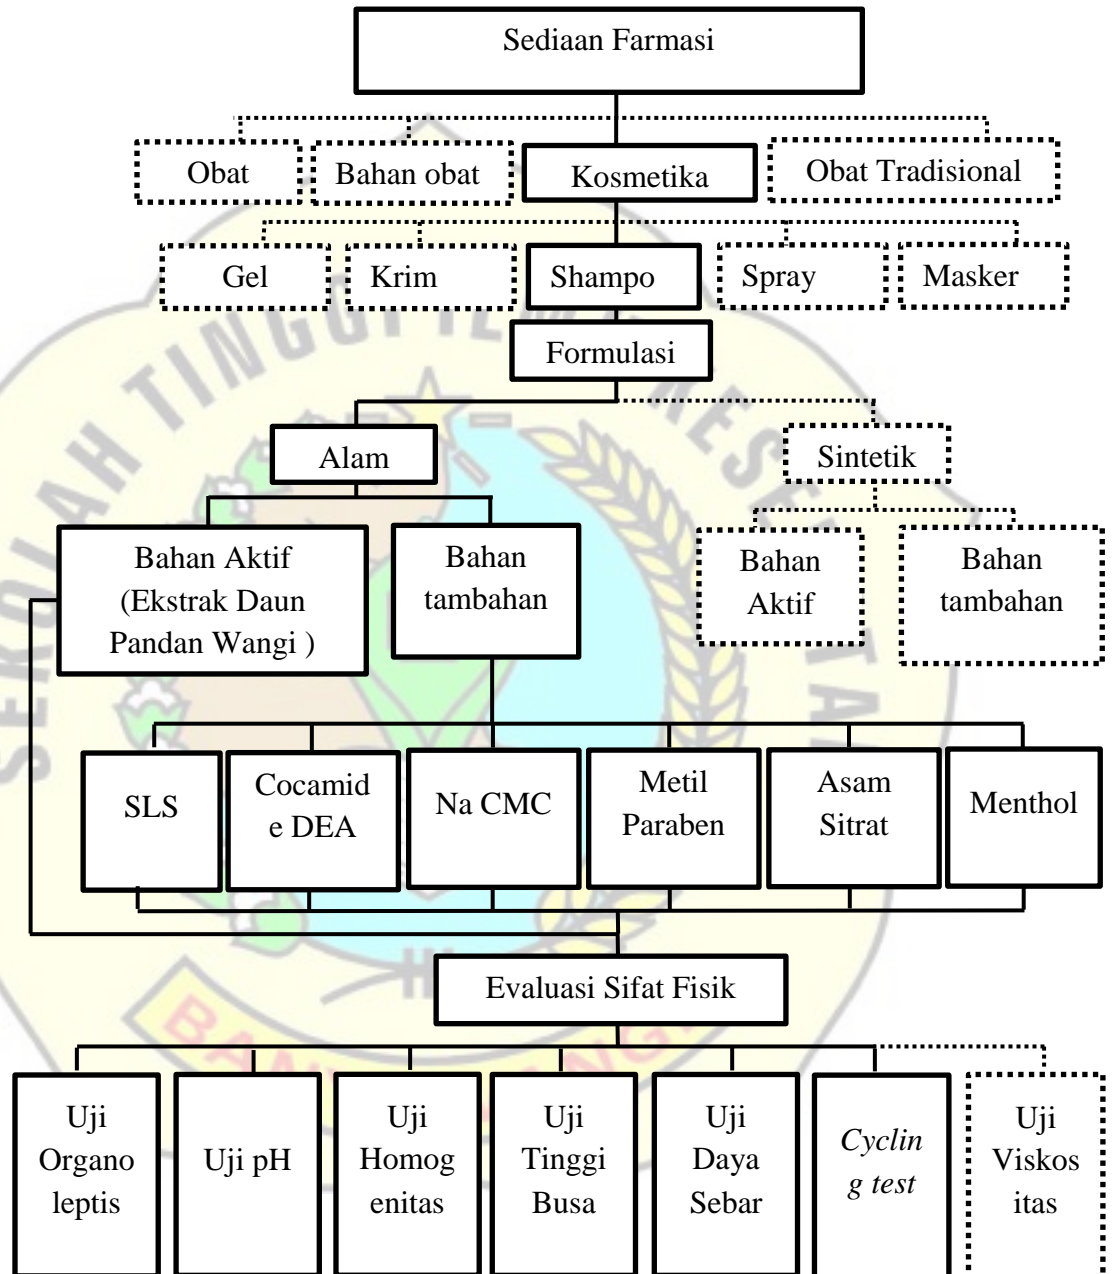 Sediaan Farmasi
Obat
Bahan obat
Kosmetika
Obat Tradisional
Gel
Krim
Shampo
Spray
Masker
Formulasi
Alam
Sintetik
Bahan Aktif
(Ekstrak Daun
Pandan Wangi )
Bahan
tambahan
Bahan
Aktif
Bahan
tambahan
SLS
Cocamid
e DEA
Na CMC
Metil
Paraben
Asam
Sitrat
Menthol
Evaluasi Sifat Fisik
Uji
Organo
leptis
Uji pH
Uji
Homog
enitas
Uji
Tinggi
Busa
Uji
Daya
Sebar
Cyclin
g test
Uji
Viskos
itas
SEKOLAH TINGGI